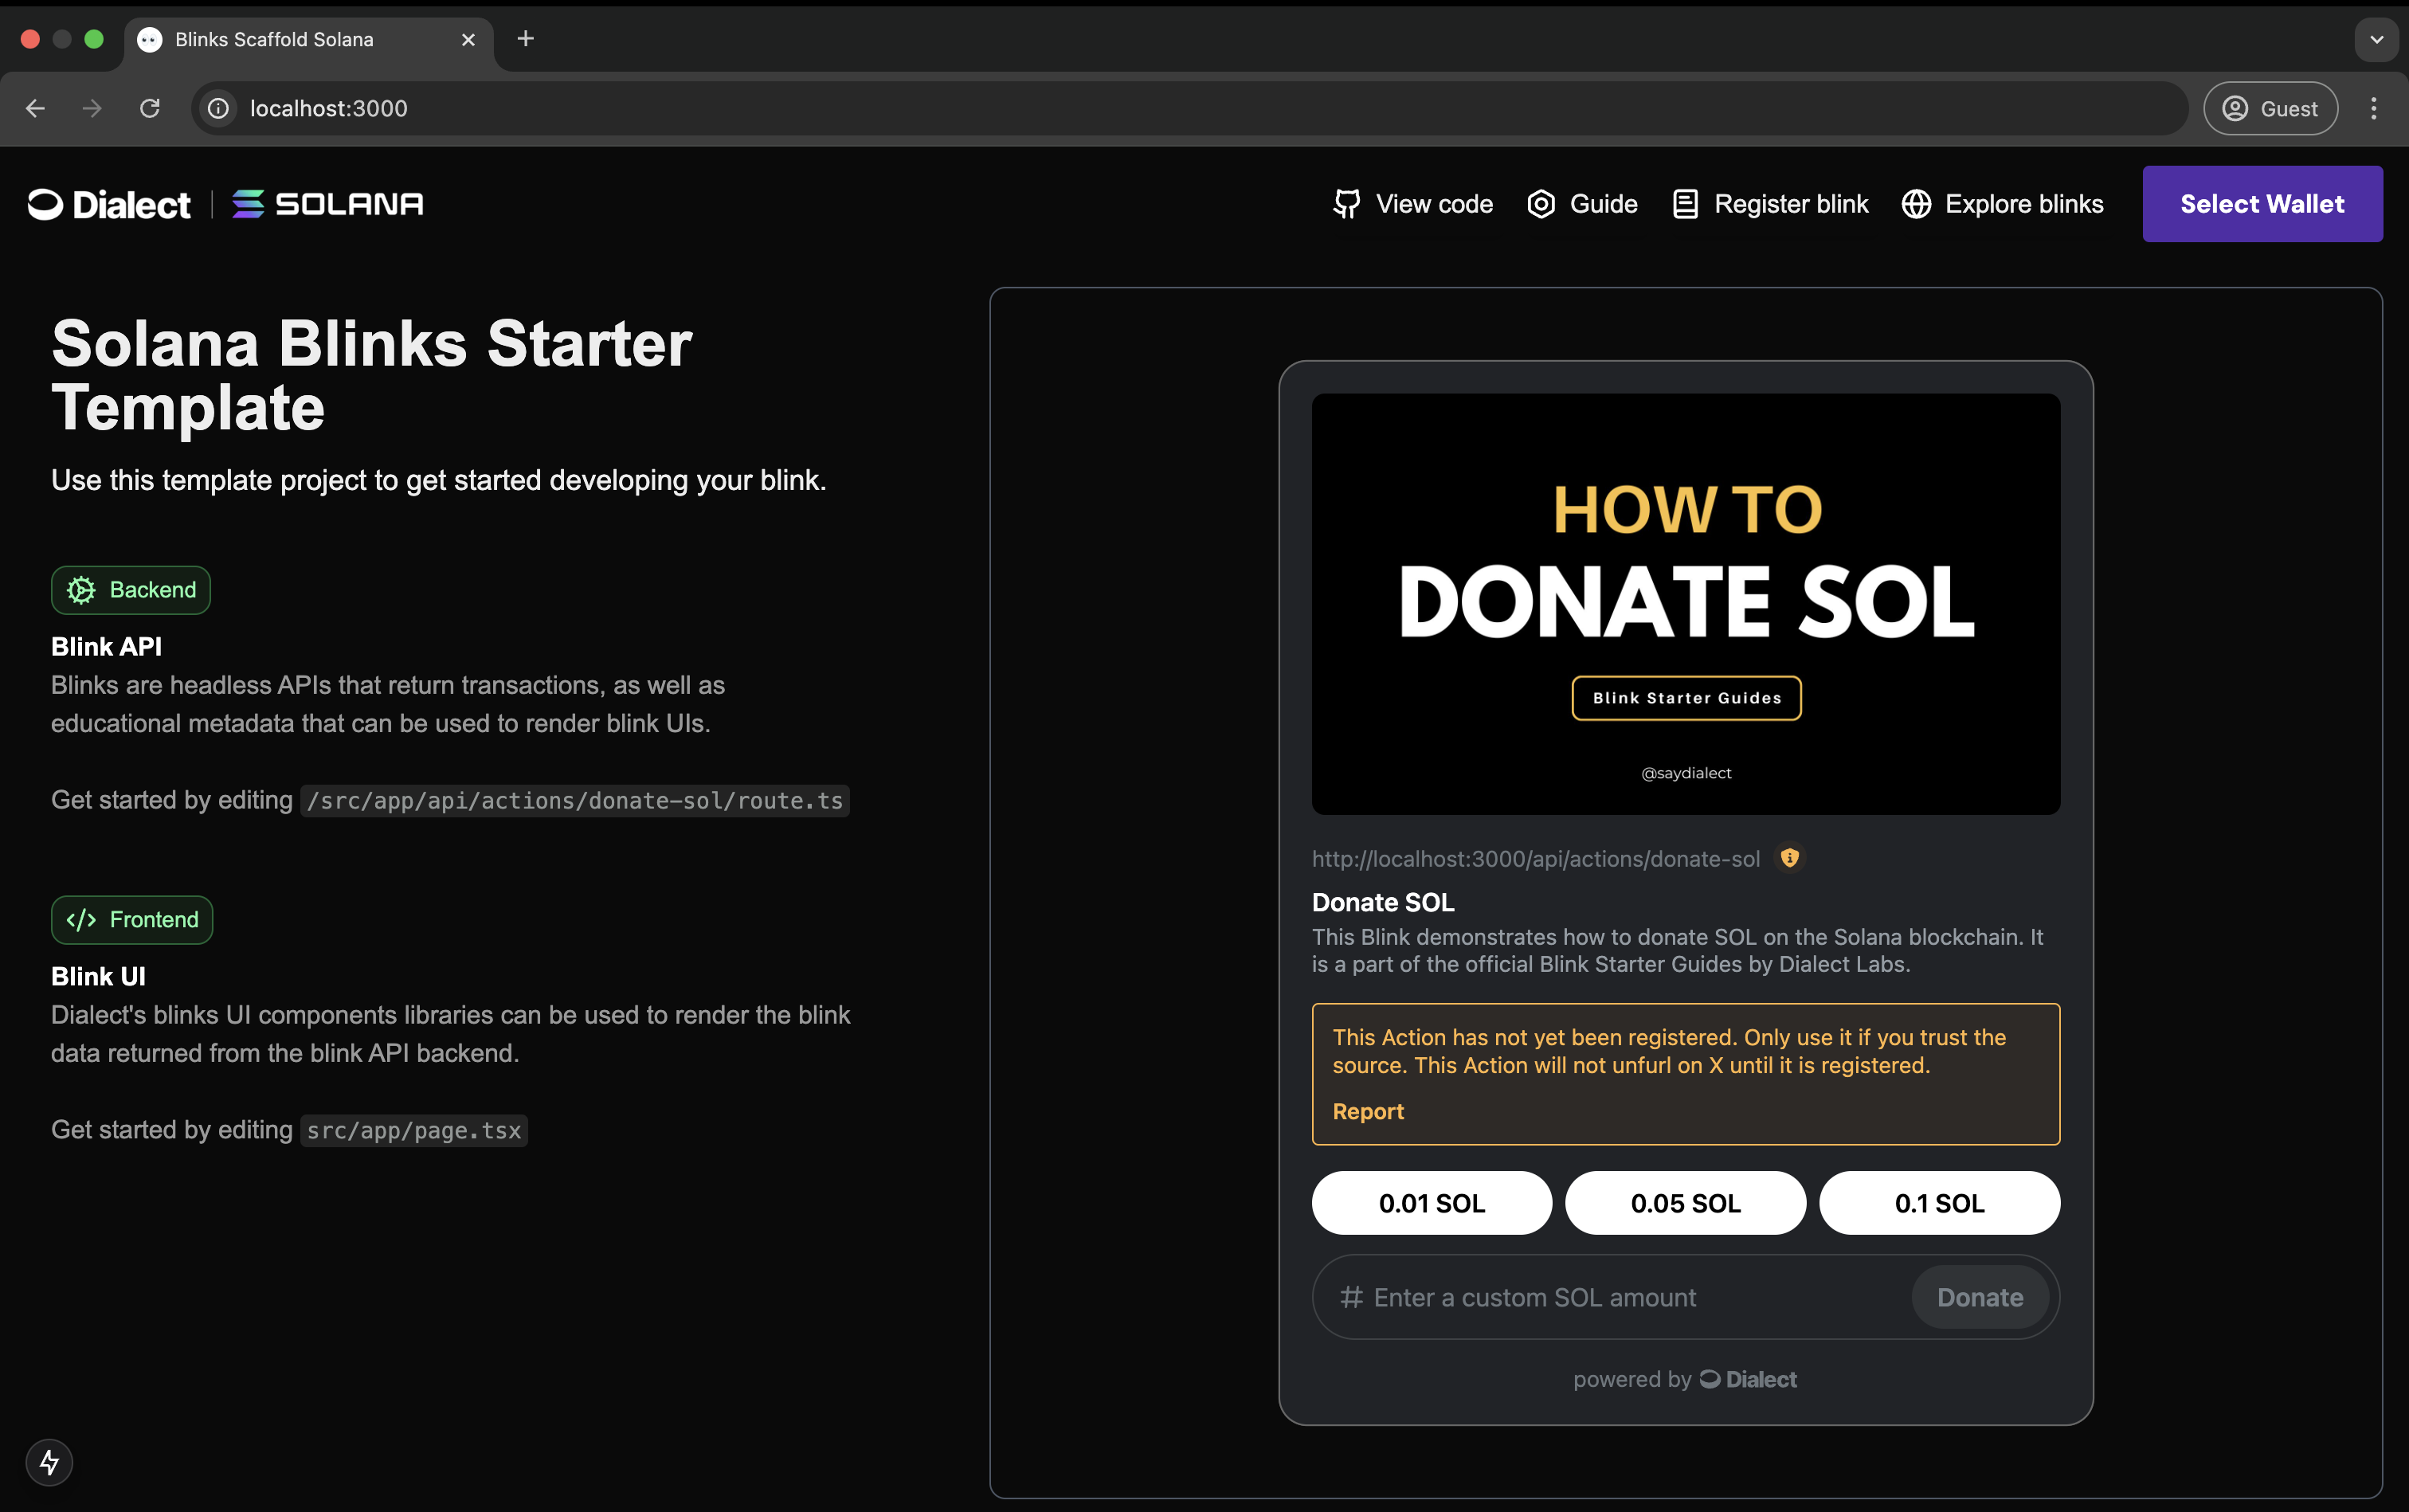 Blinks Scaffold Solana
localhost:3000
Guest
Dialect
SOLANA
View code
Guide
Register blink
Explore blinks
Select Wallet
Solana Blinks Starter
Template
Use this template project to get started developing your blink.
Backend
Blink API
Blinks are headless APIs that return transactions, as well as
educational metadata that can be used to render blink UIs.
Get started by editing /src/app/api/actions/donate-sol/route.ts
Frontend
Blink UI
Dialect's blinks UI components libraries can be used to render the blink
data returned from the blink API backend.
Get started by editing src/app/page.tsx
HOW TO
DONATE SOL
Blink Starter Guides
@saydialect
http://localhost:3000/api/actions/donate-sol
Donate SOL
This Blink demonstrates how to donate SOL on the Solana blockchain. It
is a part of the official Blink Starter Guides by Dialect Labs.
This Action has not yet been registered. Only use it if you trust the
source. This Action will not unfurl on X until it is registered.
Report
0.01 SOL
0.05 SOL
0.1 SOL
# Enter a custom SOL amount
Donate
powered by Dialect